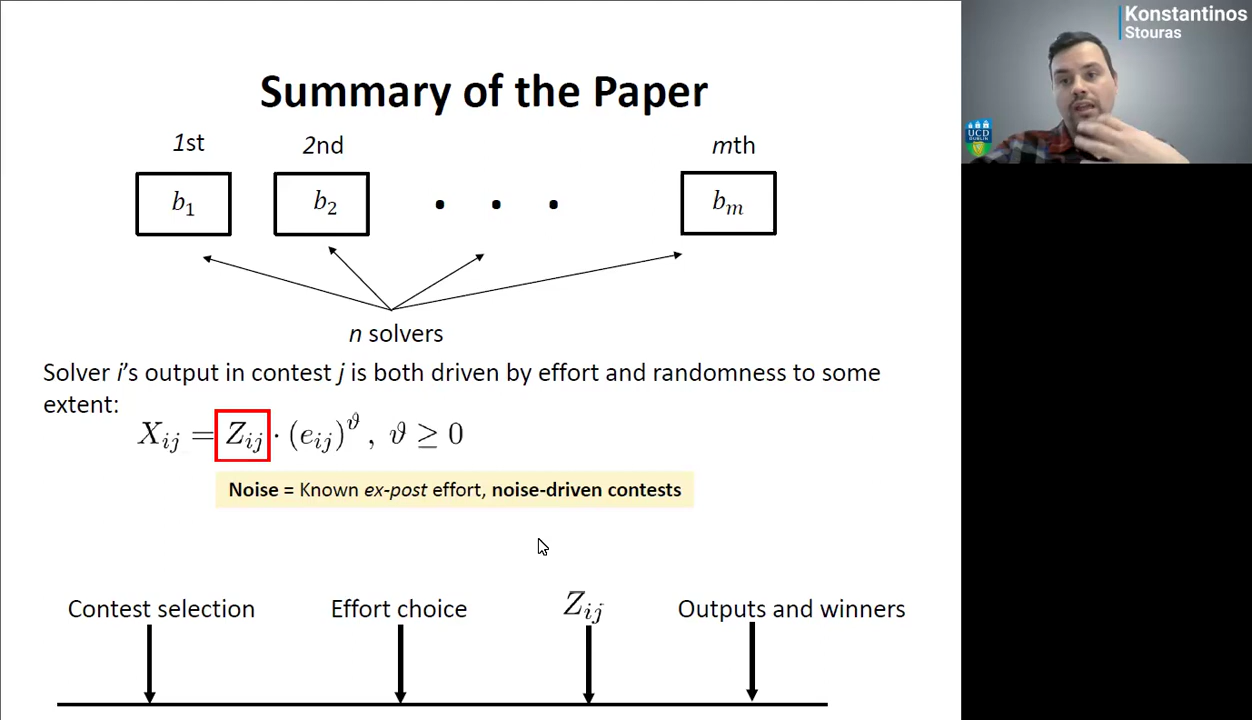 Konstantinos
Stouras
UCD
DUBLIN
Summary of the Paper
1st 2nd mth
b₁ b₂ . . . bₘ
n solvers
Solver i's output in contest j is both driven by effort and randomness to some
extent:
Xᵢⱼ = Zᵢⱼ · (eᵢⱼ)^ϑ , ϑ ≥ 0
Noise = Known ex-post effort, noise-driven contests
Contest selection Effort choice Zᵢⱼ Outputs and winners